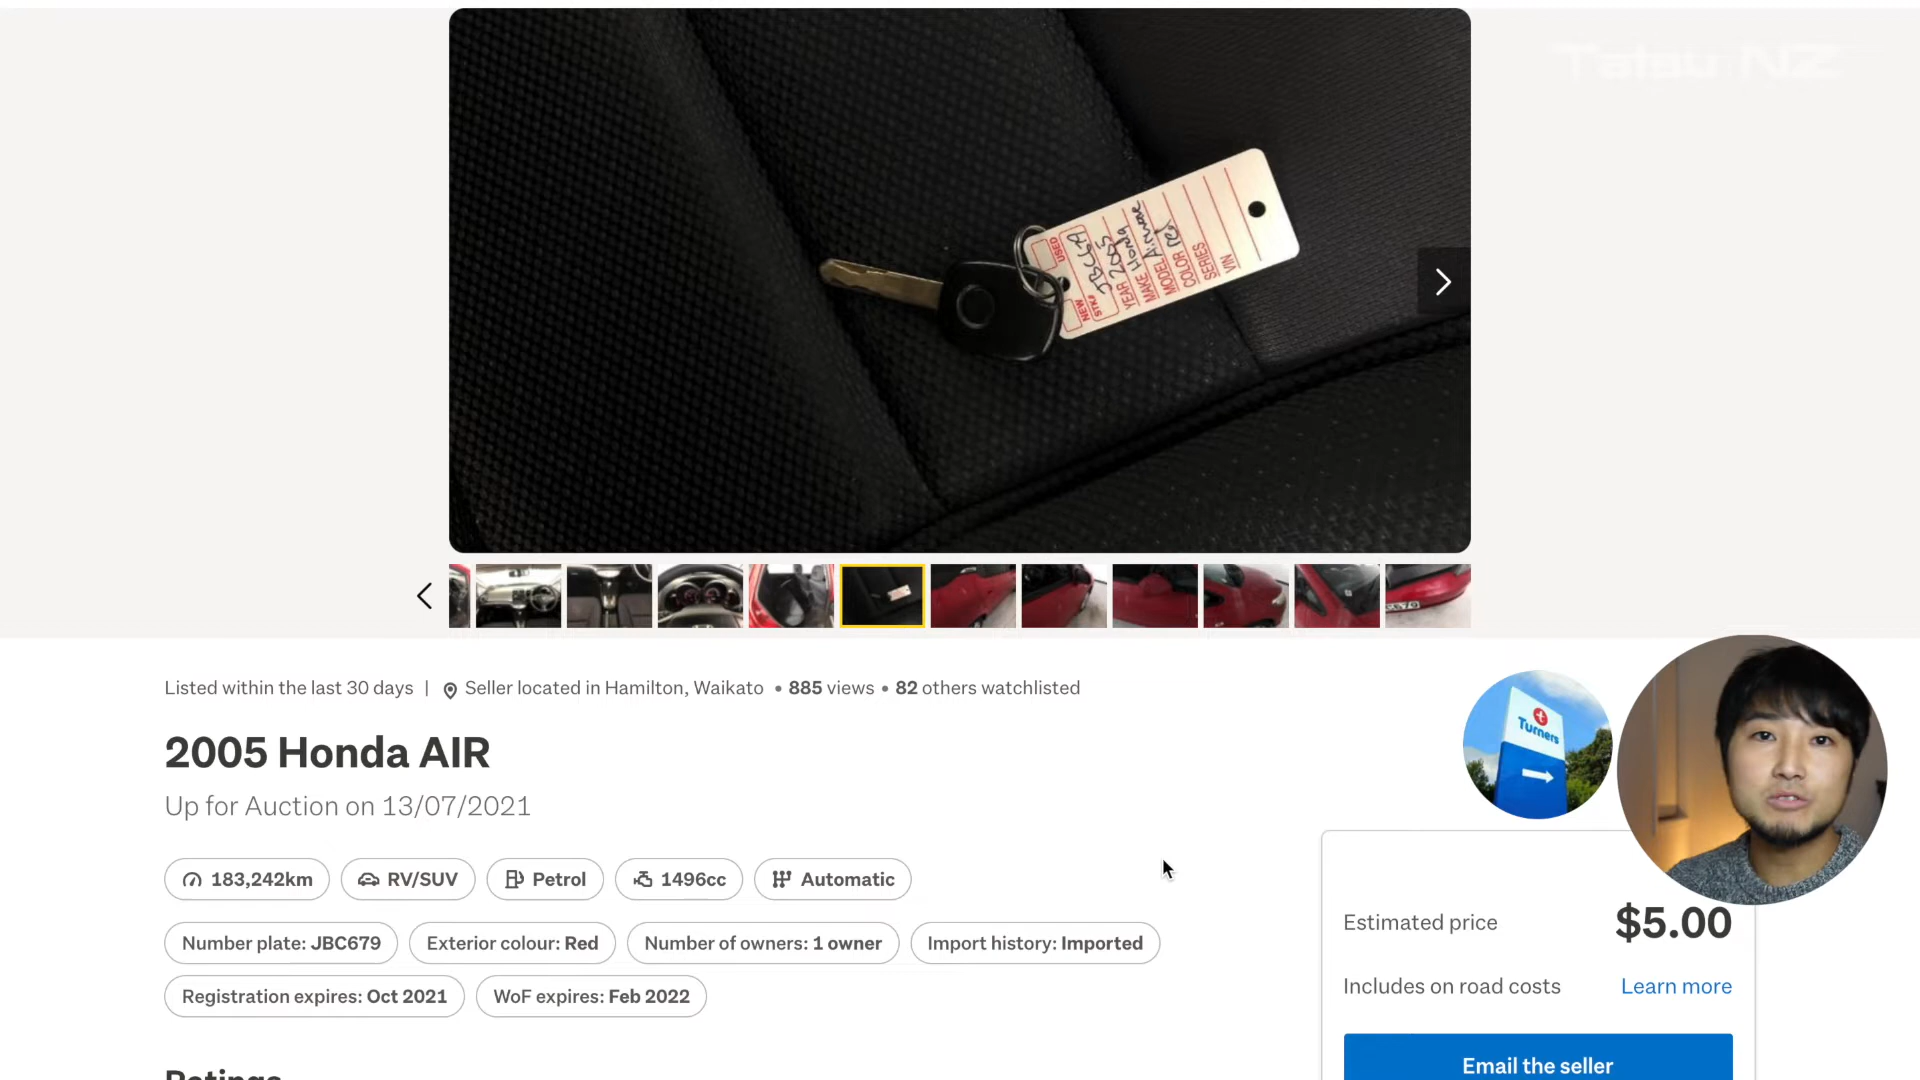 Tatsu NZ
NEW USED
STK# JBC679
YEAR 2005
MAKE Honda
MODEL Airwave
COLOR red
SERIES
VIN
C679
Listed within the last 30 days | Seller located in Hamilton, Waikato • 885 views • 82 others watchlisted
t
Turners
2005 Honda AIR
Up for Auction on 13/07/2021
183,242km RV/SUV Petrol 1496cc Automatic
Estimated price $5.00
Number plate: JBC679 Exterior colour: Red Number of owners: 1 owner Import history: Imported
Includes on road costs Learn more
Registration expires: Oct 2021 WoF expires: Feb 2022
Email the seller
Ratings